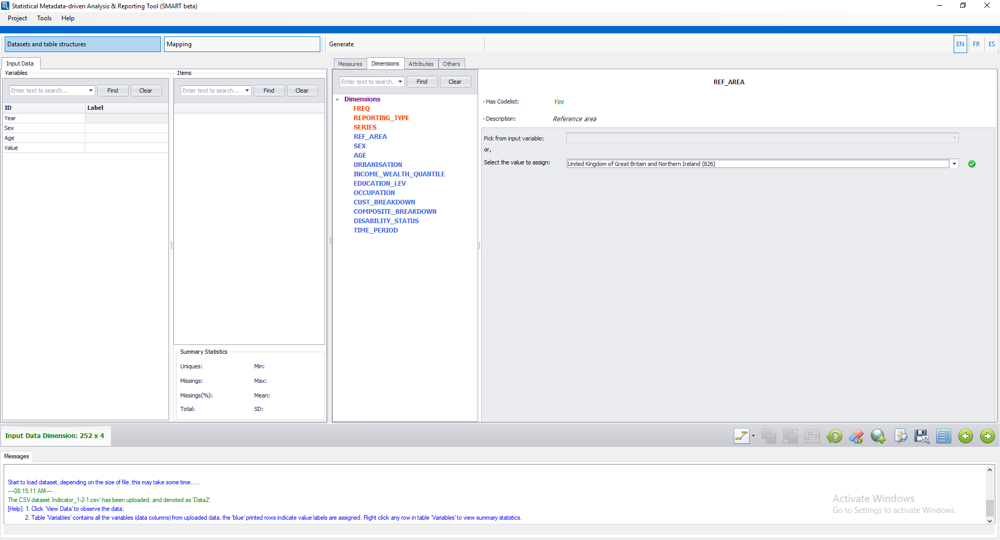 Statistical Metadata-driven Analysis & Reporting Tool (SMART beta)
Project Tools Help
Datasets and table structures Mapping Generate EN FR ES
Input Data
Variables Items
Enter text to search... Find Clear Enter text to search... Find Clear
ID Label
Year
Sex
Age
Value
Summary Statistics
Uniques: Min:
Missings: Max:
Missings(%): Mean:
Total: SD:
Measures Dimensions Attributes Others
Enter text to search. Find Clear
Dimensions
FREQ
REPORTING_TYPE
SERIES
REF_AREA
SEX
AGE
URBANISATION
INCOME_WEALTH_QUANTILE
EDUCATION_LEV
OCCUPATION
CUST_BREAKDOWN
COMPOSITE_BREAKDOWN
DISABILITY_STATUS
TIME_PERIOD
REF_AREA
- Has Codelist: Yes
- Description: Reference area
Pick from input variable:
or,
Select the value to assign: United Kingdom of Great Britain and Northern Ireland (826)
Input Data Dimension: 252 x 4
Messages
Start to load dataset, depending on the size of file, this may take some time......
----08:15:11 AM----
The CSV dataset 'indicator_1-2-1.csv' has been uploaded, and denoted as 'Data2'.
[Help]: 1. Click 'View Data' to observe the data;
2. Table 'Variables' contains all the variables (data columns) from uploaded data, the 'blue' printed rows indicate value labels are assigned. Right click any row in table 'Variables' to view summary statistics.
Activate Windows
Go to Settings to activate Windows.